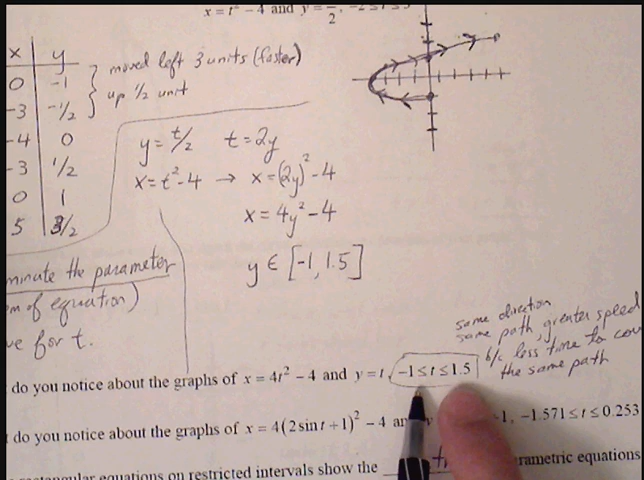 x = t² − 4 and y = t/2, −2 ≤ t ≤ 3
x y
0 -1
-3 -1/2
-4 0
-3 1/2
0 1
5 3/2
moved left 3 units (faster)
up 1/2 unit
y = t/2 t = 2y
x = t² - 4 → x = (2y)² - 4
x = 4y² - 4
y ∈ [-1, 1.5]
minate the parameter
of equation)
ve for t.
same direction
same path, greater speed
b/c less time to cov
the same path
do you notice about the graphs of x = 4t² − 4 and y = t, −1 ≤ t ≤ 1.5
do you notice about the graphs of x = 4(2 sin t + 1)² − 4 an 1, −1.571 ≤ t ≤ 0.253
rectangular equations on restricted intervals show the rametric equations